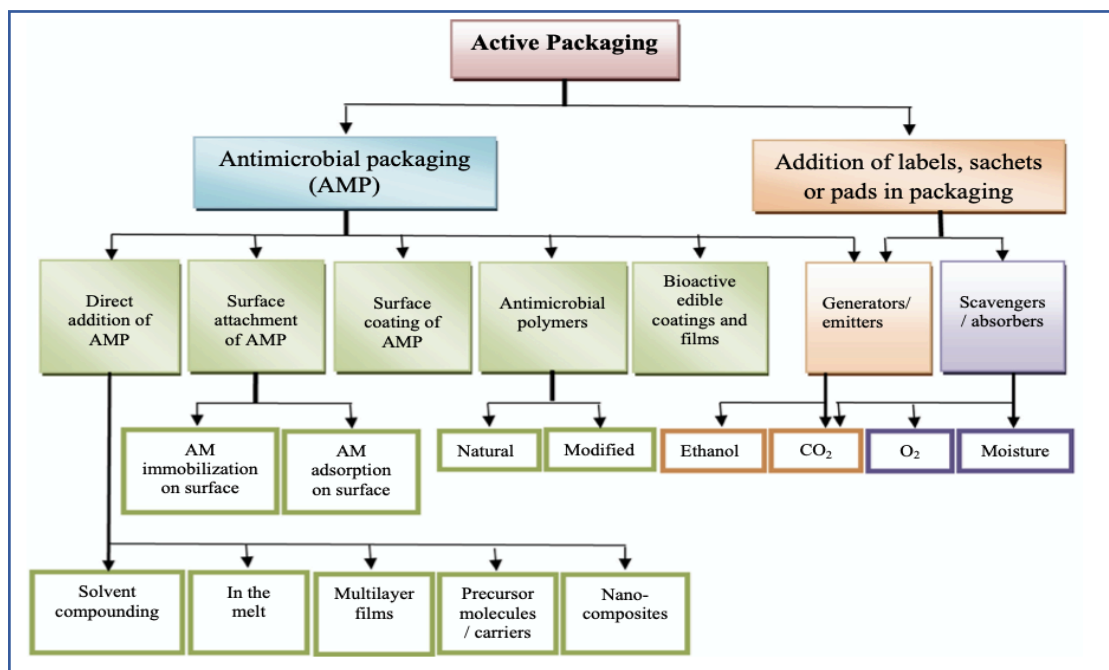 Active Packaging
Antimicrobial packaging
(AMP)
Addition of labels, sachets
or pads in packaging
Direct
addition of
AMP
Surface
attachment
of AMP
Surface
coating of
AMP
Antimicrobial
polymers
Bioactive
edible
coatings and
films
Generators/
emitters
Scavengers
/ absorbers
AM
immobilization
on surface
AM
adsorption
on surface
Natural
Modified
Ethanol
CO₂
O₂
Moisture
Solvent
compounding
In the
melt
Multilayer
films
Precursor
molecules
/ carriers
Nano-
composites